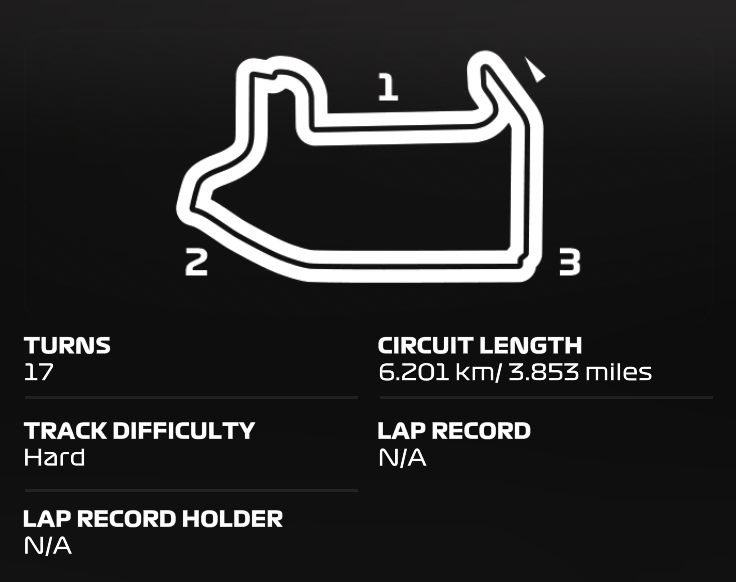 1
2
3
TURNS
17
CIRCUIT LENGTH
6.201 km/ 3.853 miles
TRACK DIFFICULTY
Hard
LAP RECORD
N/A
LAP RECORD HOLDER
N/A